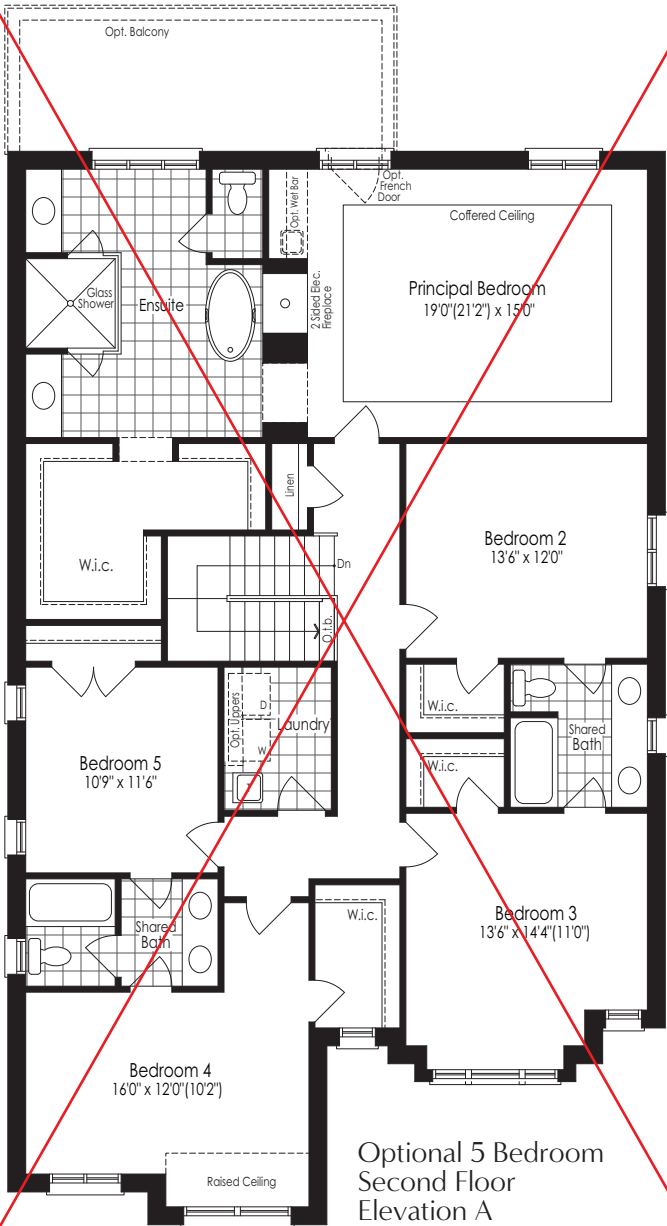 Opt. Balcony
Opt.
French
Door
Opt. Wet Bar
Coffered Ceiling
Glass
Shower
Ensuite
2 Sided Elec.
Fireplace
Principal Bedroom
19'0"(21'2") x 15'0"
Linen
W.i.c.
Dn
O.t.b.
Bedroom 2
13'6" x 12'0"
W.i.c.
Shared
Bath
W.i.c.
Opt. Uppers
D
W
Laundry
Bedroom 5
10'9" x 11'6"
Shared
Bath
W.i.c.
Bedroom 3
13'6" x 14'4"(11'0")
Bedroom 4
16'0" x 12'0"(10'2")
Raised Ceiling
Optional 5 Bedroom
Second Floor
Elevation A